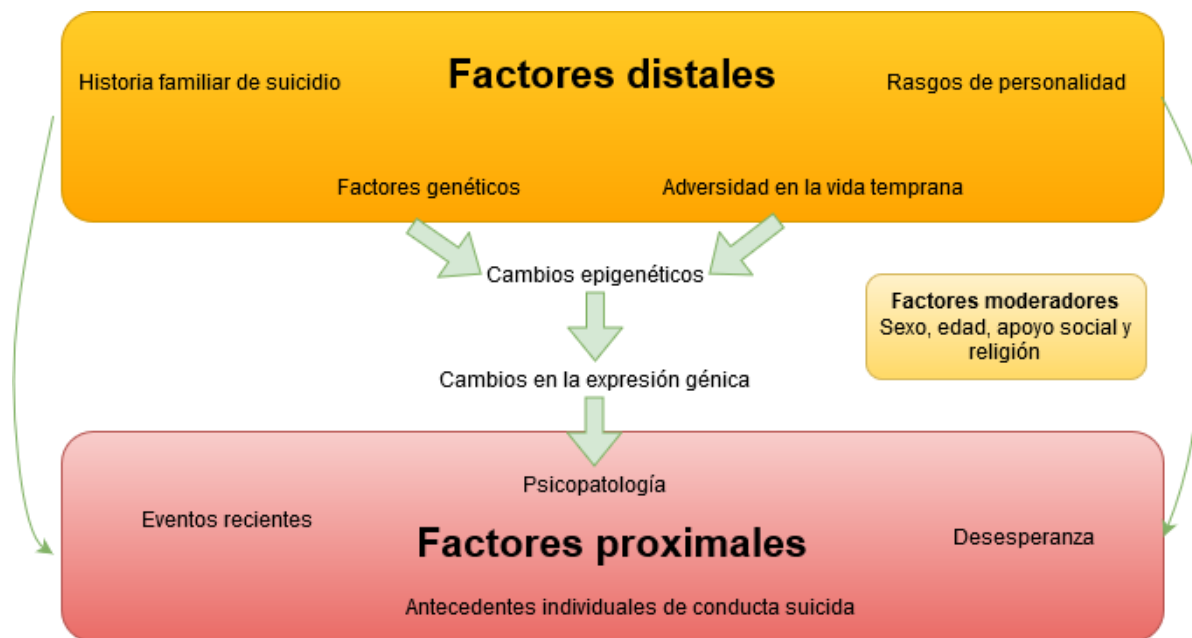 Factores distales
Historia familiar de suicidio
Rasgos de personalidad
Factores genéticos
Adversidad en la vida temprana
Cambios epigenéticos
Factores moderadores
Sexo, edad, apoyo social y
religión
Cambios en la expresión génica
Psicopatología
Eventos recientes
Factores proximales
Desesperanza
Antecedentes individuales de conducta suicida